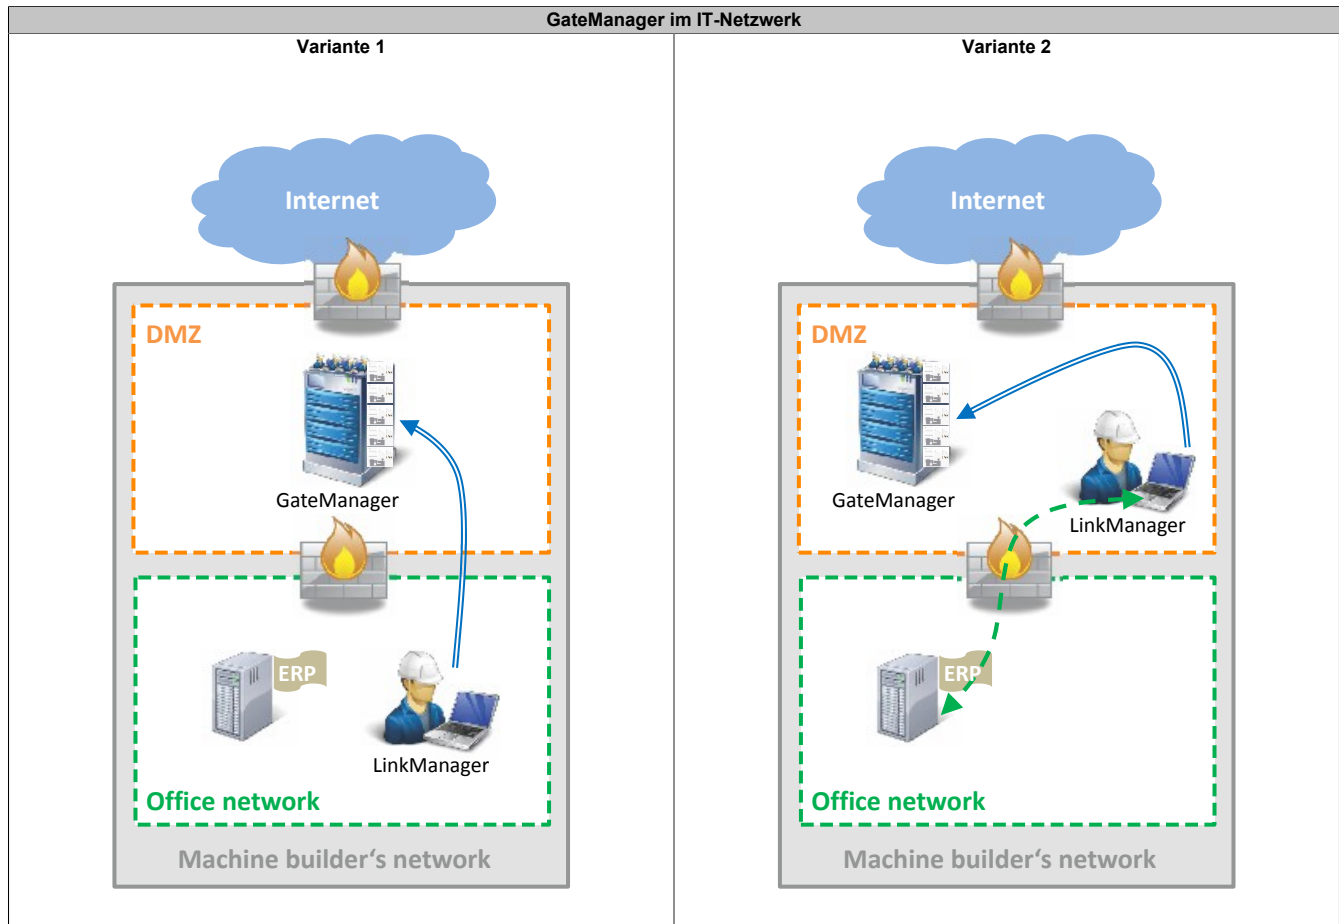 GateManager im IT-Netzwerk
Variante 1
Internet
DMZ
GateManager
ERP
LinkManager
Office network
Machine builder‘s network
Variante 2
Internet
DMZ
GateManager
LinkManager
ERP
Office network
Machine builder‘s network